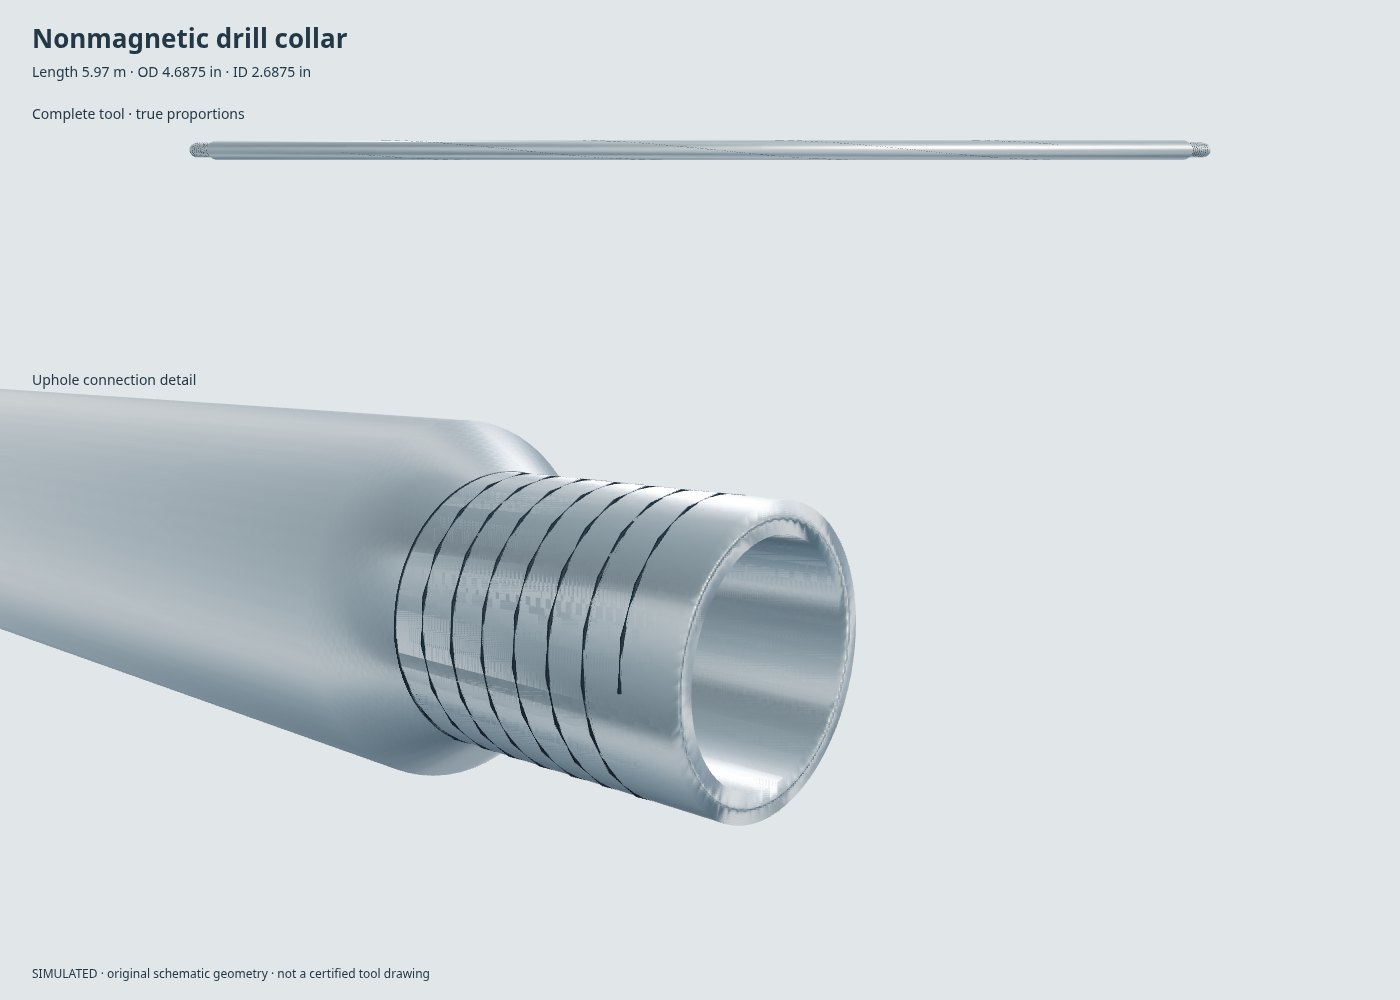 Nonmagnetic drill collar
Length 5.97 m · OD 4.6875 in · ID 2.6875 in
Complete tool · true proportions
Uphole connection detail
SIMULATED · original schematic geometry · not a certified tool drawing